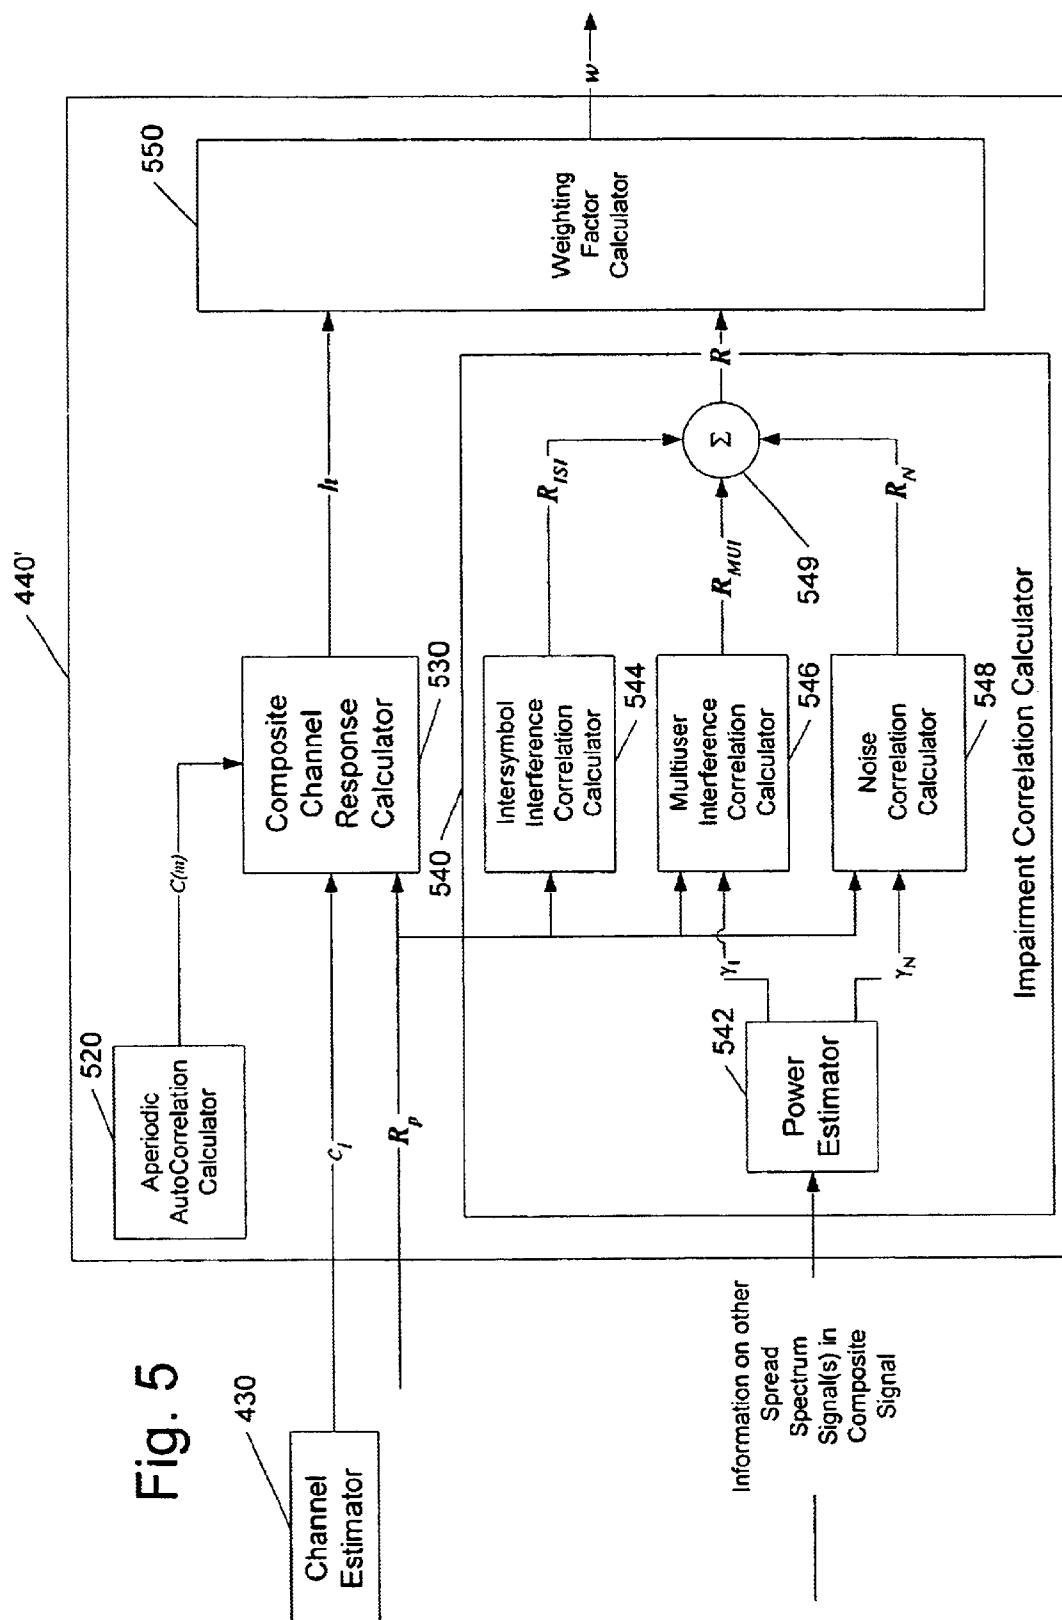 Fig. 5
440'
550
520
Aperiodic
AutoCorrelation
Calculator
C(m)
430
Channel
Estimator
c_i
R_p
Composite
Channel
Response
Calculator
530
h
Weighting
Factor
Calculator
w
540
Intersymbol
Interference
Correlation
Calculator
544
R_ISI
Information on other
Spread
Spectrum
Signal(s) in
Composite
Signal
542
Power
Estimator
γ_I
γ_N
Multiuser
Interference
Correlation
Calculator
546
R_MUI
Σ
549
R
Noise
Correlation
Calculator
548
R_N
Impairment Correlation Calculator